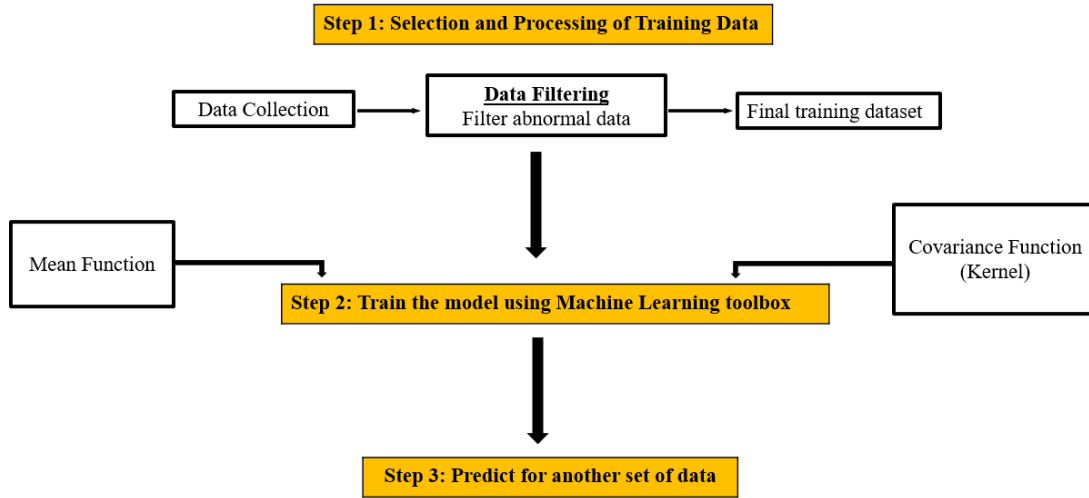 Step 1: Selection and Processing of Training Data
Data Collection
Data Filtering
Filter abnormal data
Final training dataset
Mean Function
Covariance Function
(Kernel)
Step 2: Train the model using Machine Learning toolbox
Step 3: Predict for another set of data